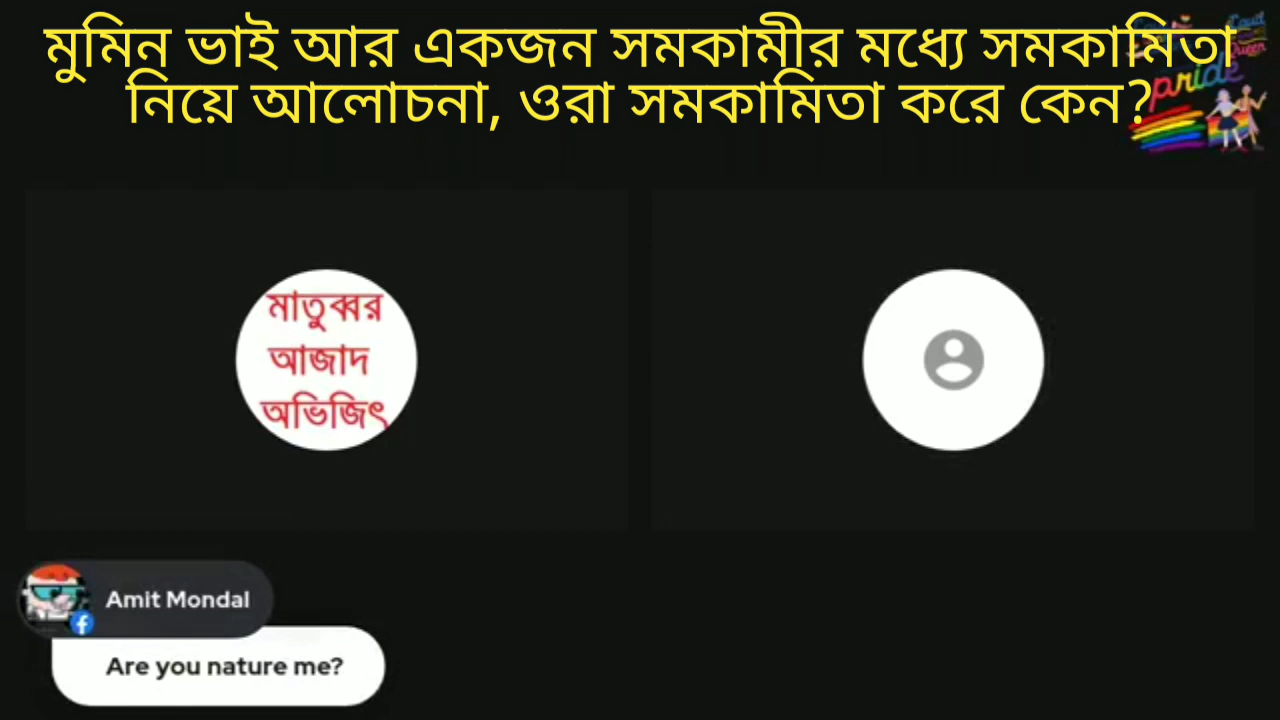 মুমিন ভাই আর একজন সমকামীর মধ্যে সমকামিতা
নিয়ে আলোচনা, ওরা সমকামিতা করে কেন?
pride
মাতুব্বর
আজাদ
অভিজিৎ
Amit Mondal
Are you nature me?